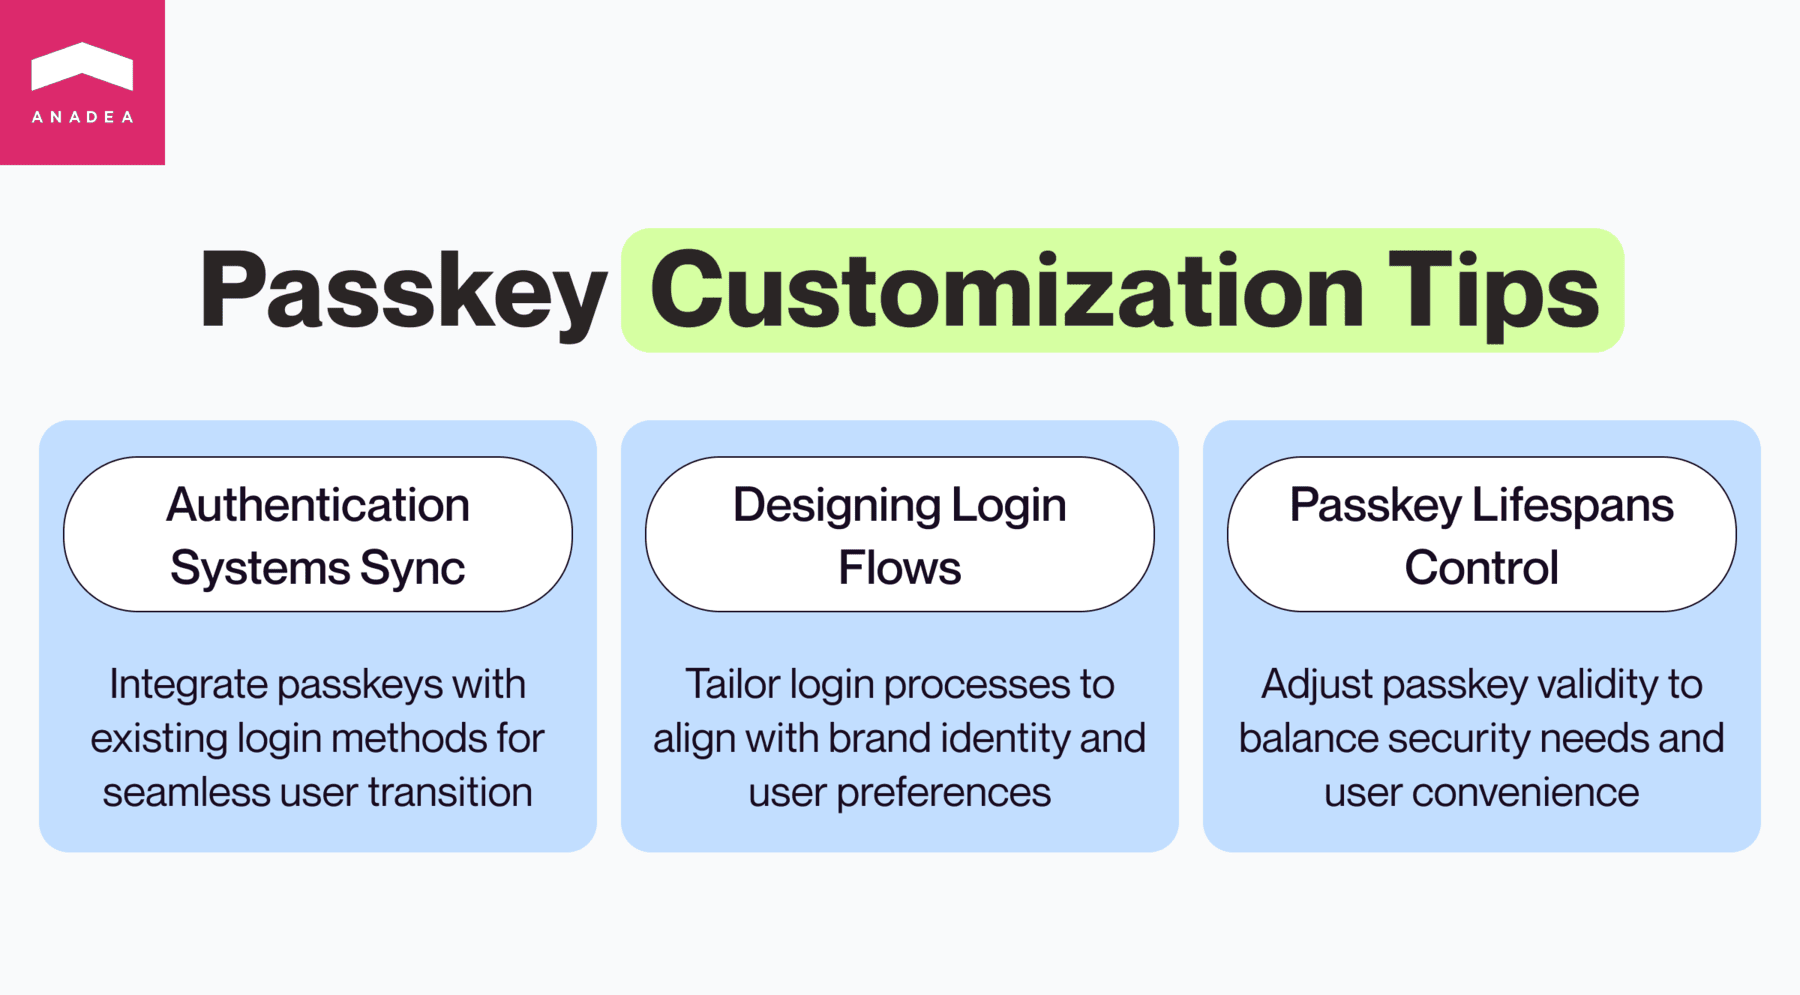 ANADEA
Passkey Customization Tips
Authentication
Systems Sync
Integrate passkeys with
existing login methods for
seamless user transition
Designing Login
Flows
Tailor login processes to
align with brand identity and
user preferences
Passkey Lifespans
Control
Adjust passkey validity to
balance security needs and
user convenience